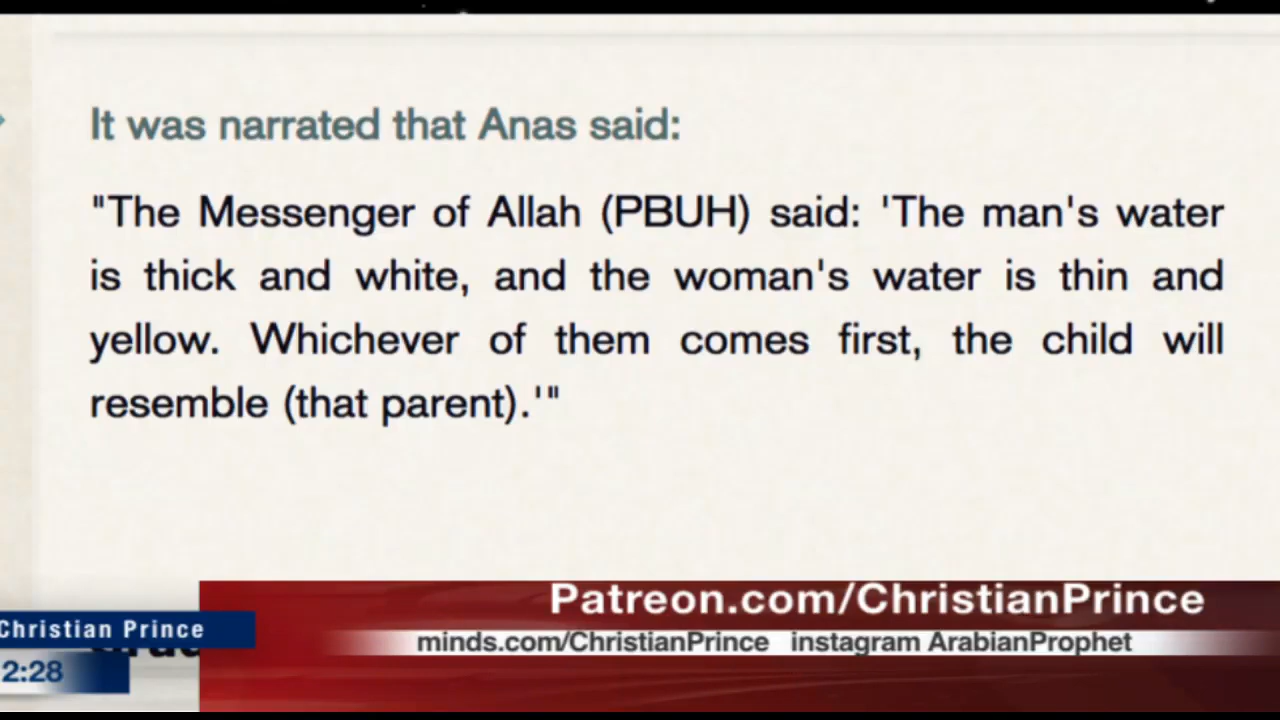 It was narrated that Anas said:
"The Messenger of Allah (PBUH) said: 'The man's water
is thick and white, and the woman's water is thin and
yellow. Whichever of them comes first, the child will
resemble (that parent).'"
Patreon.com/ChristianPrince
Christian Prince
minds.com/ChristianPrince instagram ArabianProphet
2:28